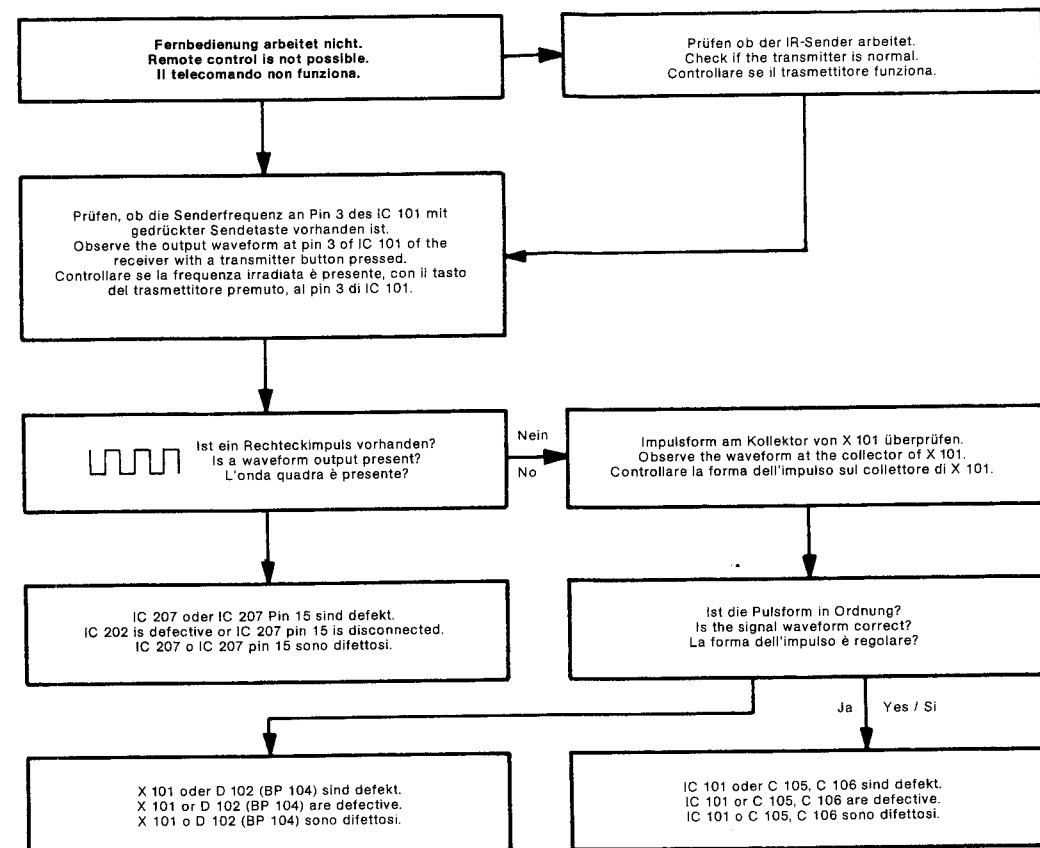 Fernbedienung arbeitet nicht.
Remote control is not possible.
Il telecomando non funziona.
Prüfen ob der IR-Sender arbeitet.
Check if the transmitter is normal.
Controllare se il trasmettitore funziona.
Prüfen, ob die Senderfrequenz an Pin 3 des IC 101 mit
gedrückter Sendetaste vorhanden ist.
Observe the output waveform at pin 3 of IC 101 of the
receiver with a transmitter button pressed.
Controllare se la frequenza irradiata è presente, con il tasto
del trasmettitore premuto, al pin 3 di IC 101.
Ist ein Rechteckimpuls vorhanden?
Is a waveform output present?
L'onda quadra è presente?
Nein
No
Impulsform am Kollektor von X 101 überprüfen.
Observe the waveform at the collector of X 101.
Controllare la forma dell'impulso sul collettore di X 101.
IC 207 oder IC 207 Pin 15 sind defekt.
IC 202 is defective or IC 207 pin 15 is disconnected.
IC 207 o IC 207 pin 15 sono difettosi.
Ist die Pulsform in Ordnung?
Is the signal waveform correct?
La forma dell'impulso è regolare?
Ja Yes / Si
X 101 oder D 102 (BP 104) sind defekt.
X 101 or D 102 (BP 104) are defective.
X 101 o D 102 (BP 104) sono difettosi.
IC 101 oder C 105, C 106 sind defekt.
IC 101 or C 105, C 106 are defective.
IC 101 o C 105, C 106 sono difettosi.